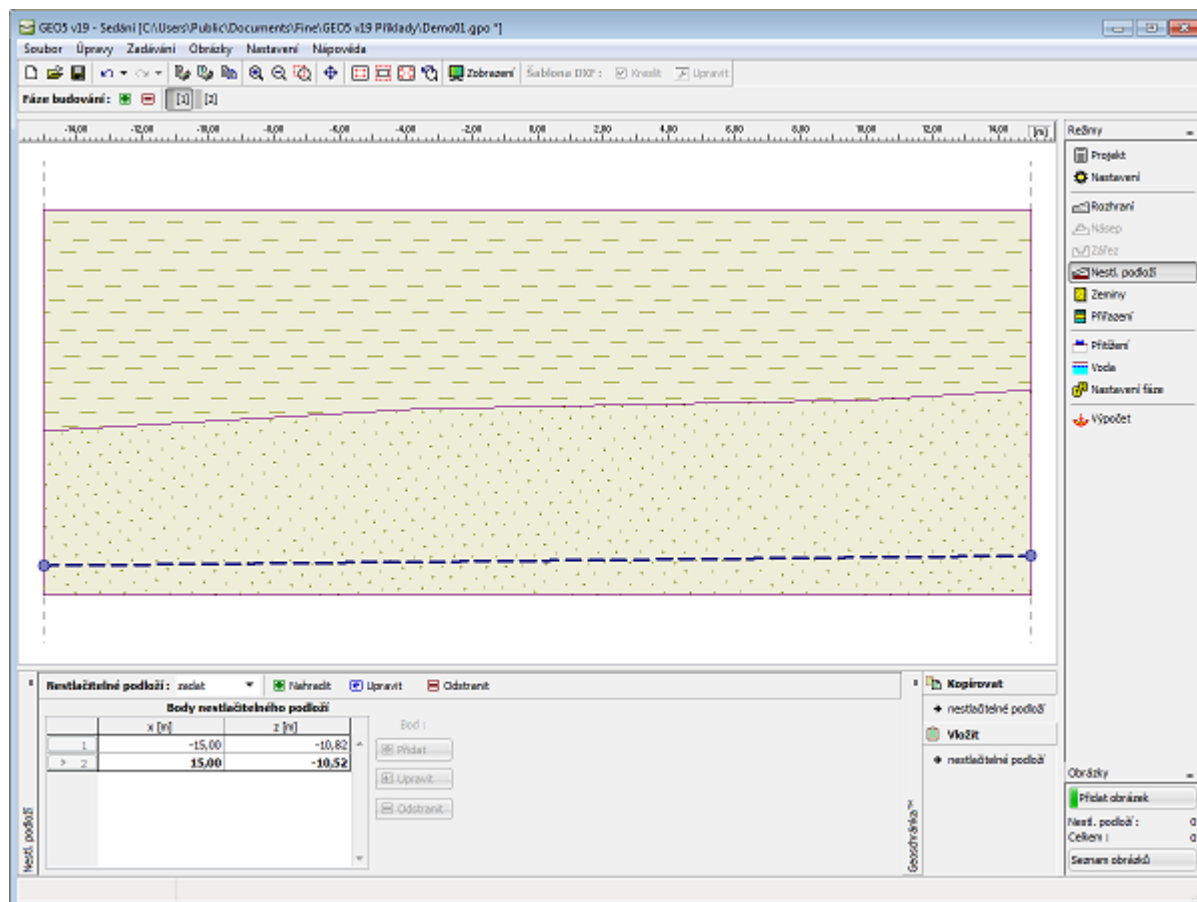 GEO5 v19 - Sedání [C:\Users\Public\Documents\Fine\GEO5 v19 Příklady\Demo01.gpo *]
Soubor Úpravy Zadávání Obrázky Nastavení Nápověda
Zobrazení Šablona DXF : Kreslit Upravit
Fáze budování : [1] [2]
-14,00 -12,00 -10,00 -8,00 -6,00 -4,00 -2,00 0,00 2,00 4,00 6,00 8,00 10,00 12,00 14,00 [m]
Režimy
Projekt
Nastavení
Rozhraní
Násep
Zářez
Nestl. podloží
Zeminy
Přiřazení
Přitížení
Voda
Nastavení fáze
Výpočet
Nestlačitelné podloží : zadat Nahradit Upravit Odstranit
Body nestlačitelného podloží
x [m] z [m]
1 -15,00 -10,82
> 2 15,00 -10,52
Bod :
Přidat
Upravit
Odstranit
Nestl. podloží
Geoschránka™
Kopírovat
nestlačitelné podloží
Vložit
nestlačitelné podloží
Obrázky
Přidat obrázek
Nestl. podloží : 0
Celkem : 0
Seznam obrázků